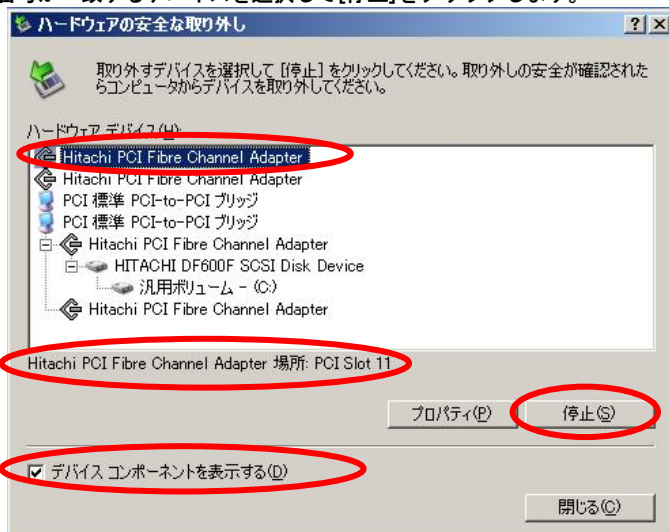 ハードウェアの安全な取り外し
取り外すデバイスを選択して [停止] をクリックしてください。取り外しの安全が確認された
らコンピュータからデバイスを取り外してください。
ハードウェア デバイス(H):
Hitachi PCI Fibre Channel Adapter
Hitachi PCI Fibre Channel Adapter
PCI 標準 PCI-to-PCI ブリッジ
PCI 標準 PCI-to-PCI ブリッジ
Hitachi PCI Fibre Channel Adapter
HITACHI DF600F SCSI Disk Device
汎用ボリューム - (C:)
Hitachi PCI Fibre Channel Adapter
Hitachi PCI Fibre Channel Adapter 場所: PCI Slot 11
プロパティ(P) 停止(S)
デバイス コンポーネントを表示する(D)
閉じる(C)